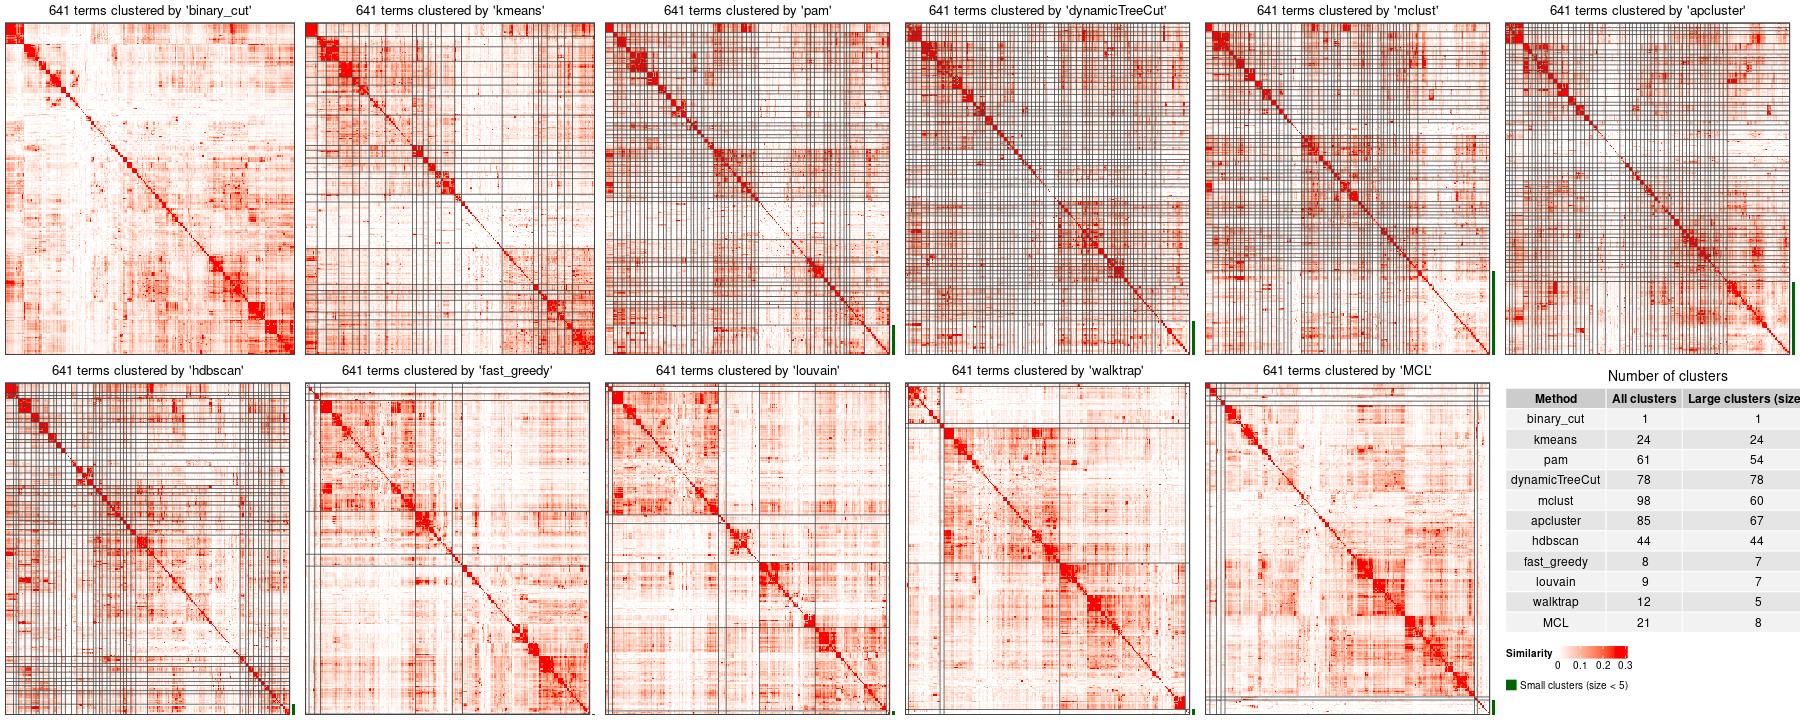 641 terms clustered by 'binary_cut'
641 terms clustered by 'kmeans'
641 terms clustered by 'pam'
641 terms clustered by 'dynamicTreeCut'
641 terms clustered by 'mclust'
641 terms clustered by 'apcluster'
641 terms clustered by 'hdbscan'
641 terms clustered by 'fast_greedy'
641 terms clustered by 'louvain'
641 terms clustered by 'walktrap'
641 terms clustered by 'MCL'
Number of clusters
Method All clusters Large clusters (size
binary_cut 1 1
kmeans 24 24
pam 61 54
dynamicTreeCut 78 78
mclust 98 60
apcluster 85 67
hdbscan 44 44
fast_greedy 8 7
louvain 9 7
walktrap 12 5
MCL 21 8
Similarity
0 0.1 0.2 0.3
Small clusters (size < 5)